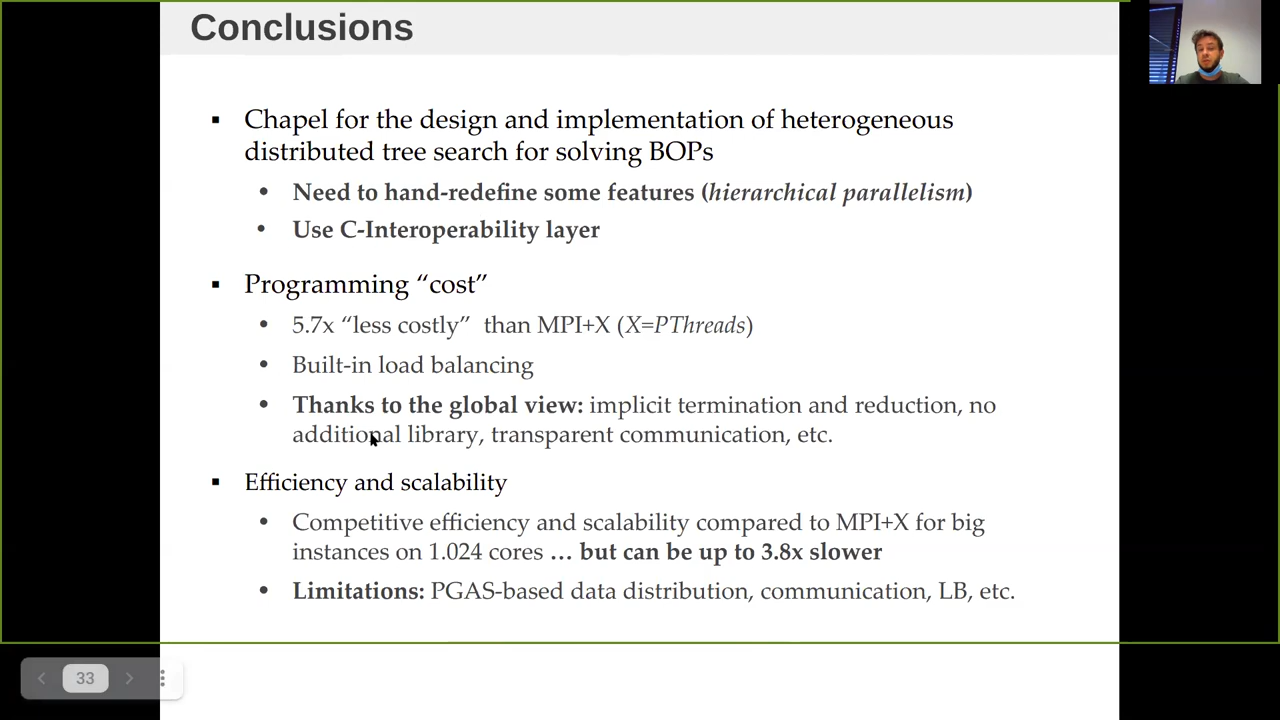 Conclusions
▪ Chapel for the design and implementation of heterogeneous
distributed tree search for solving BOPs
• Need to hand-redefine some features (hierarchical parallelism)
• Use C-Interoperability layer
▪ Programming “cost”
• 5.7x “less costly” than MPI+X (X=PThreads)
• Built-in load balancing
• Thanks to the global view: implicit termination and reduction, no
additional library, transparent communication, etc.
▪ Efficiency and scalability
• Competitive efficiency and scalability compared to MPI+X for big
instances on 1.024 cores … but can be up to 3.8x slower
• Limitations: PGAS-based data distribution, communication, LB, etc.
33